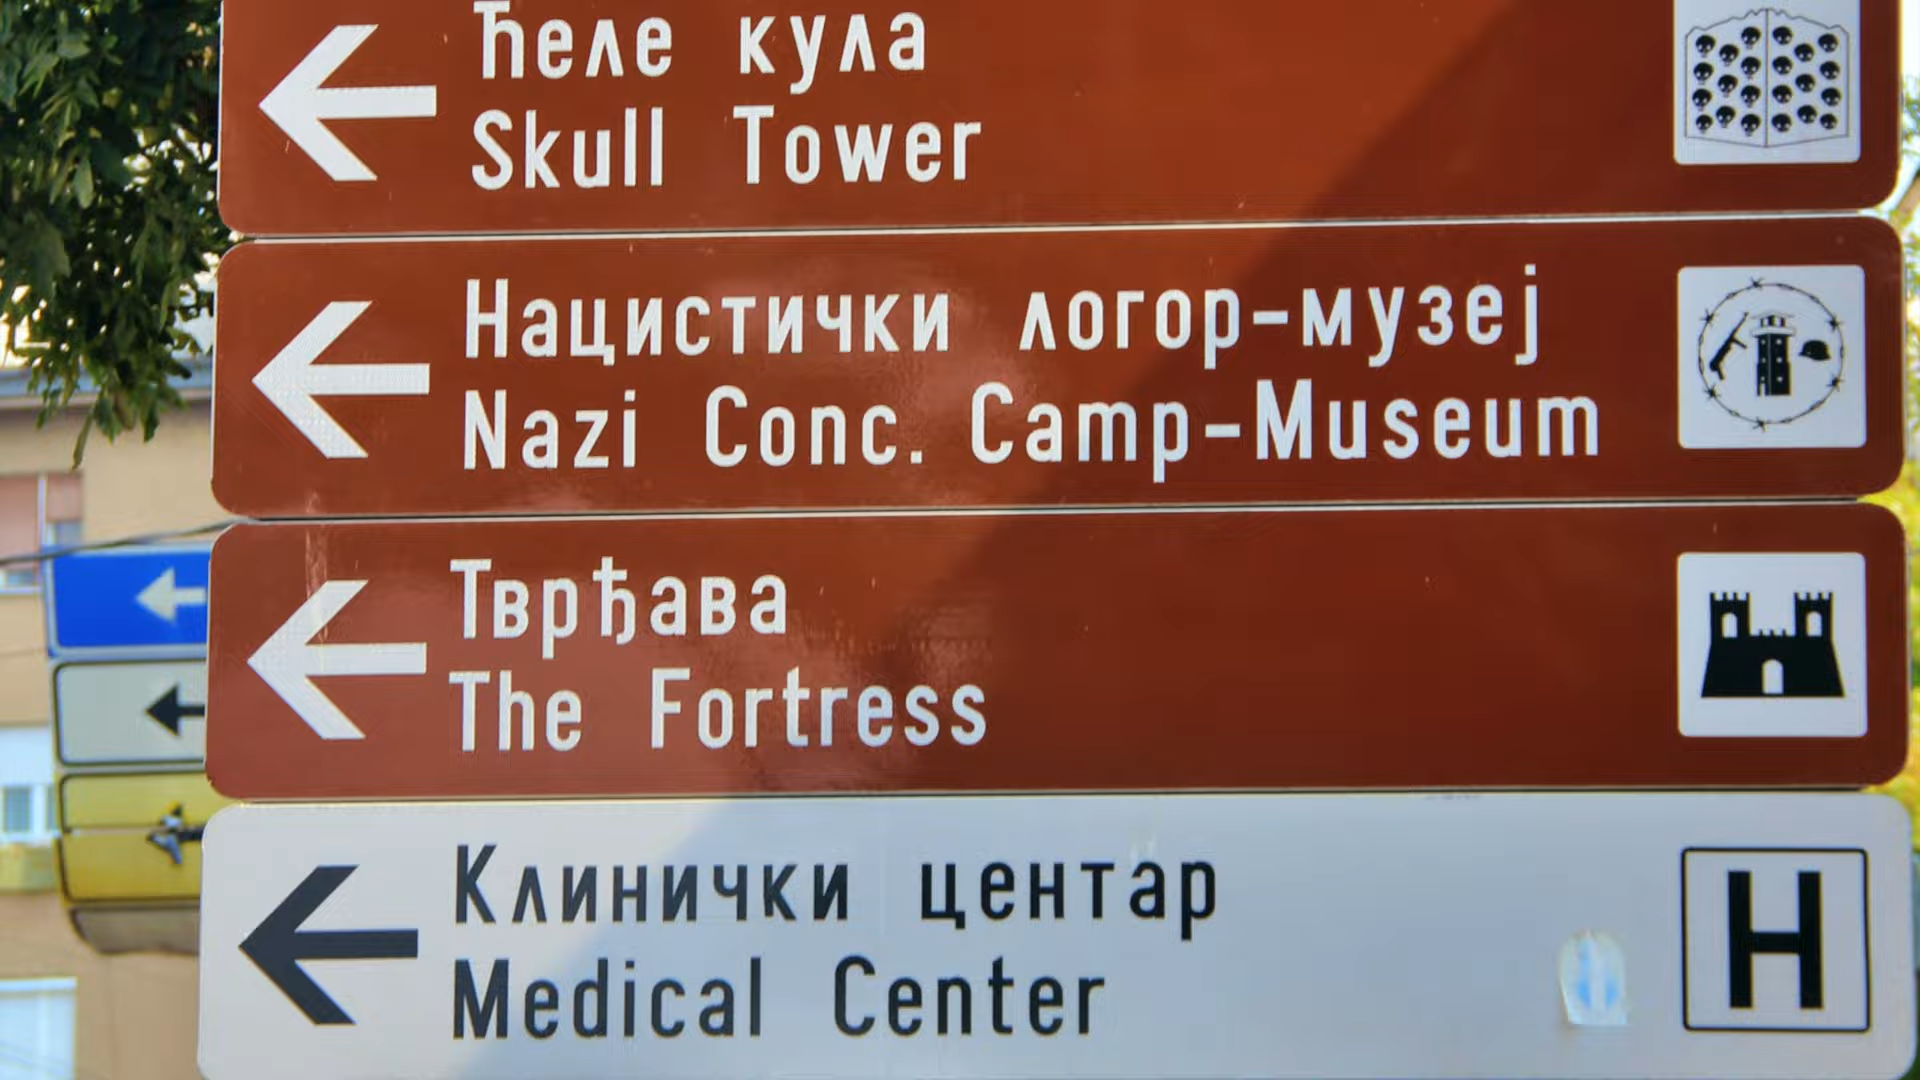 Ћеле кула
Skull Tower
Нацистички логор-музеј
Nazi Conc. Camp-Museum
Тврђава
The Fortress
Клинички центар
Medical Center
H